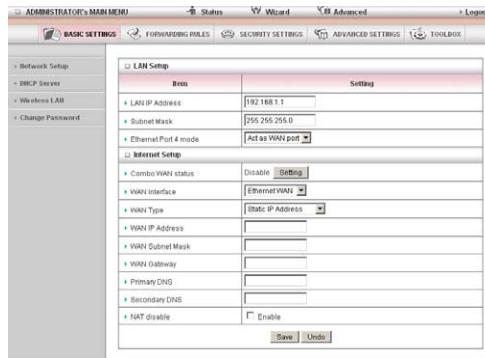 ADMINISTRATOR's MAIN MENU Status Wizard Advanced Logou
BASIC SETTINGS FORWARDING RULES SECURITY SETTINGS ADVANCED SETTINGS TOOLBOX
Network Setup
DHCP Server
Wireless LAN
Change Password
LAN Setup
Item Setting
LAN IP Address 192.168.1.1
Subnet Mask 255.255.255.0
Ethernet Port 4 mode Act as WAN port
Internet Setup
Combo WAN status Disable Setting
WAN Interface Ethernet WAN
WAN Type Static IP Address
WAN IP Address
WAN Subnet Mask
WAN Gateway
Primary DNS
Secondary DNS
NAT disable Enable
Save Undo